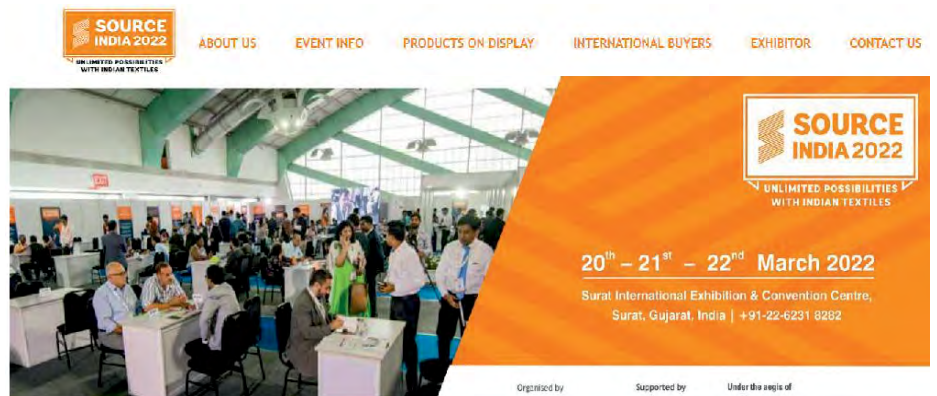 SOURCE
INDIA 2022
UNLIMITED POSSIBILITIES
WITH INDIAN TEXTILES
ABOUT US
EVENT INFO
PRODUCTS ON DISPLAY
INTERNATIONAL BUYERS
EXHIBITOR
CONTACT US
EXIT
SOURCE
INDIA 2022
UNLIMITED POSSIBILITIES
WITH INDIAN TEXTILES
20th – 21st – 22nd March 2022
Surat International Exhibition & Convention Centre,
Surat, Gujarat, India | +91-22-6231 8282
Organised by
Supported by
Under the aegis of